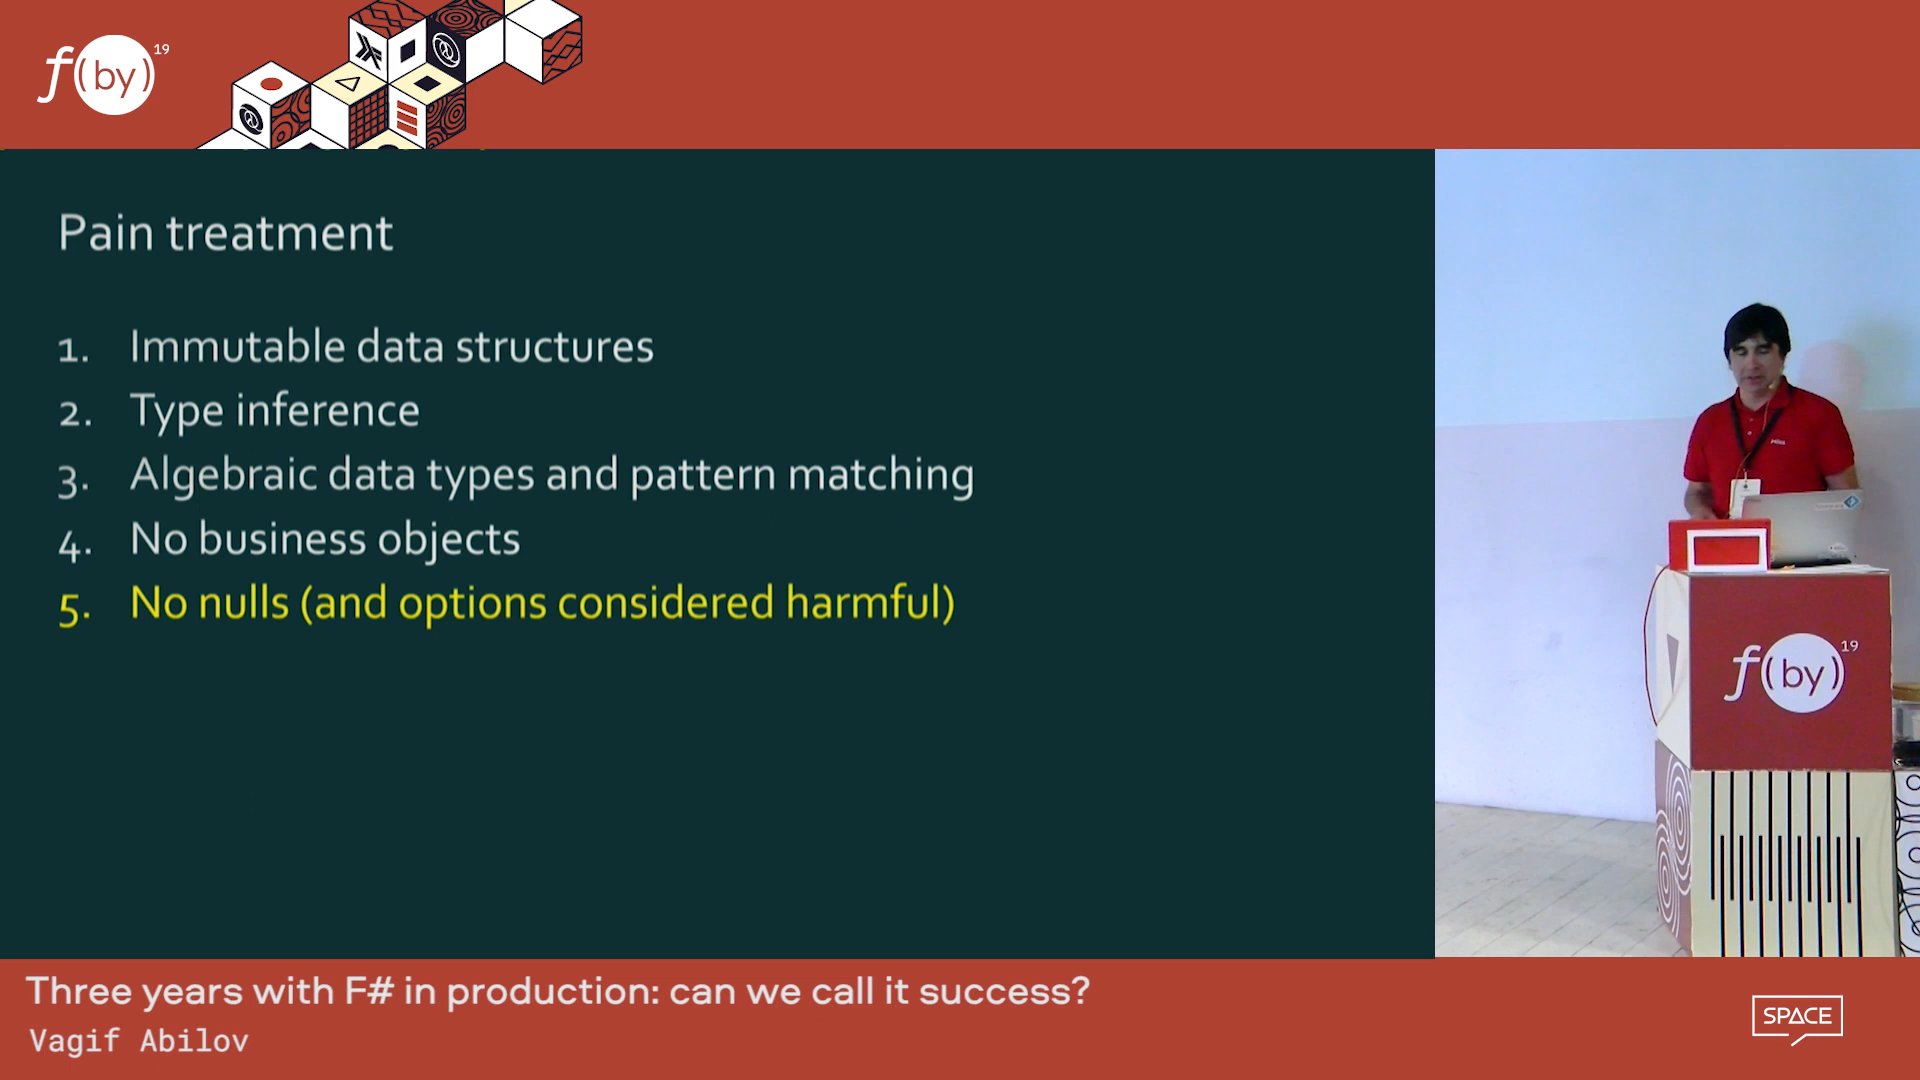 f(by) 19
Pain treatment
1. Immutable data structures
2. Type inference
3. Algebraic data types and pattern matching
4. No business objects
5. No nulls (and options considered harmful)
f(by) 19
Three years with F# in production: can we call it success?
Vagif Abilov
SPACE